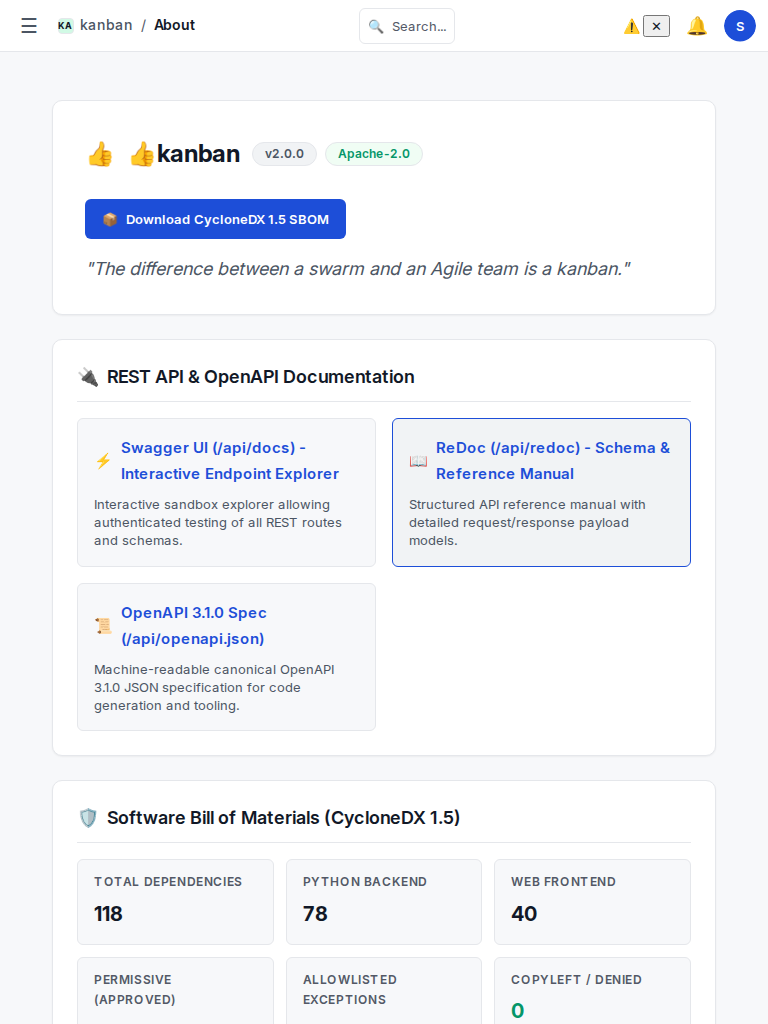 ☰ KA kanban / About 🔍 Search... ⚠️ ✕ 🔔 S
👍 👍kanban v2.0.0 Apache-2.0
📦 Download CycloneDX 1.5 SBOM
"The difference between a swarm and an Agile team is a kanban."
🔌 REST API & OpenAPI Documentation
⚡ Swagger UI (/api/docs) -
Interactive Endpoint Explorer
Interactive sandbox explorer allowing
authenticated testing of all REST routes
and schemas.
📖 ReDoc (/api/redoc) - Schema &
Reference Manual
Structured API reference manual with
detailed request/response payload
models.
📜 OpenAPI 3.1.0 Spec
(/api/openapi.json)
Machine-readable canonical OpenAPI
3.1.0 JSON specification for code
generation and tooling.
🛡️ Software Bill of Materials (CycloneDX 1.5)
TOTAL DEPENDENCIES
118
PYTHON BACKEND
78
WEB FRONTEND
40
PERMISSIVE
(APPROVED)
ALLOWLISTED
EXCEPTIONS
COPYLEFT / DENIED
0